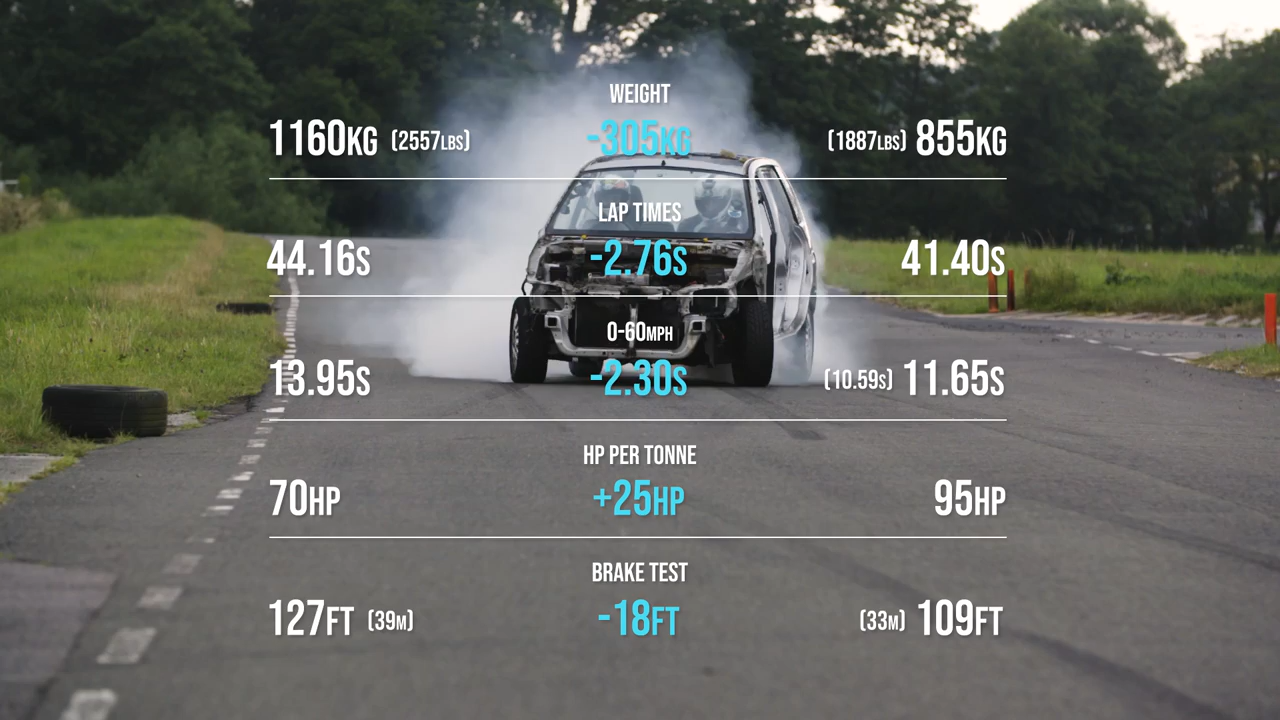 WEIGHT
1160KG (2557LBS) -305KG (1887LBS) 855KG
LAP TIMES
44.16S -2.76S 41.40S
0-60MPH
13.95S -2.30S (10.59S) 11.65S
HP PER TONNE
70HP +25HP 95HP
BRAKE TEST
127FT (39M) -18FT (33M) 109FT